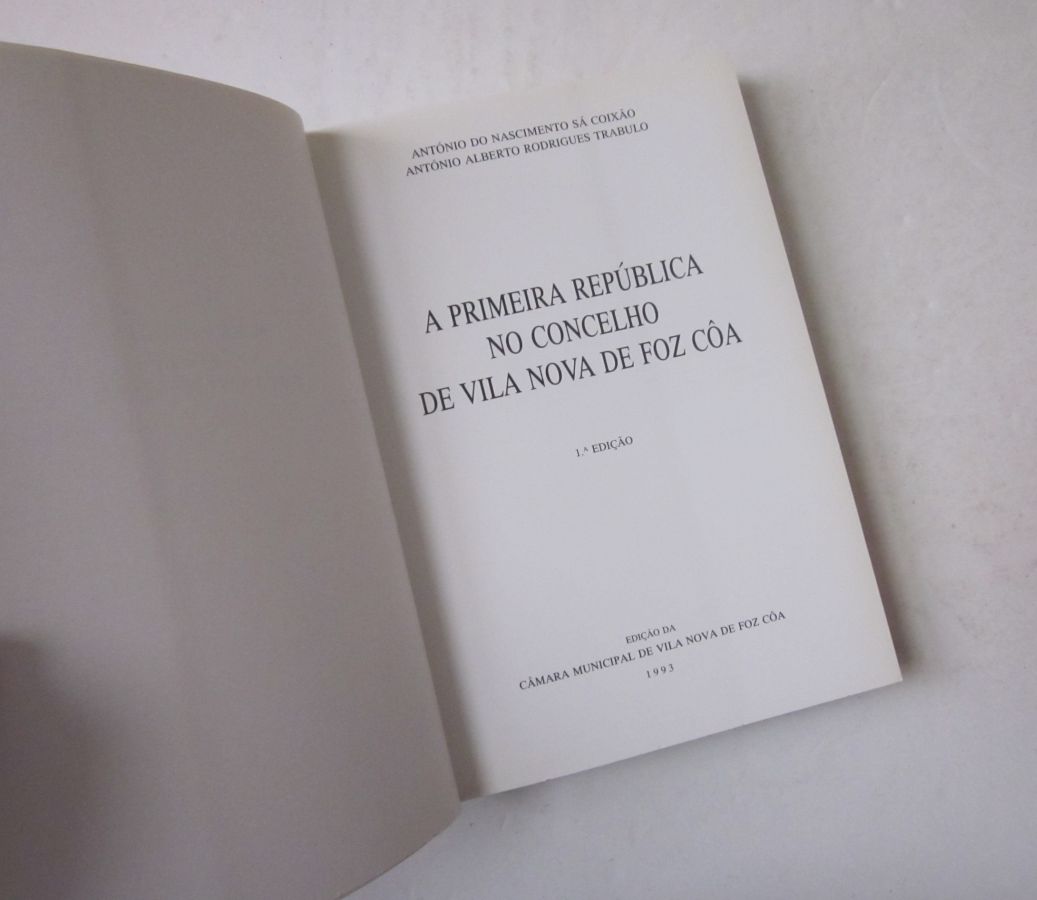 ANTÓNIO DO NASCIMENTO SÁ COIXÃO
ANTÓNIO ALBERTO RODRIGUES TRABULO
A PRIMEIRA REPÚBLICA
NO CONCELHO
DE VILA NOVA DE FOZ CÔA
1.ª EDIÇÃO
EDIÇÃO DA
CÂMARA MUNICIPAL DE VILA NOVA DE FOZ CÔA
1993